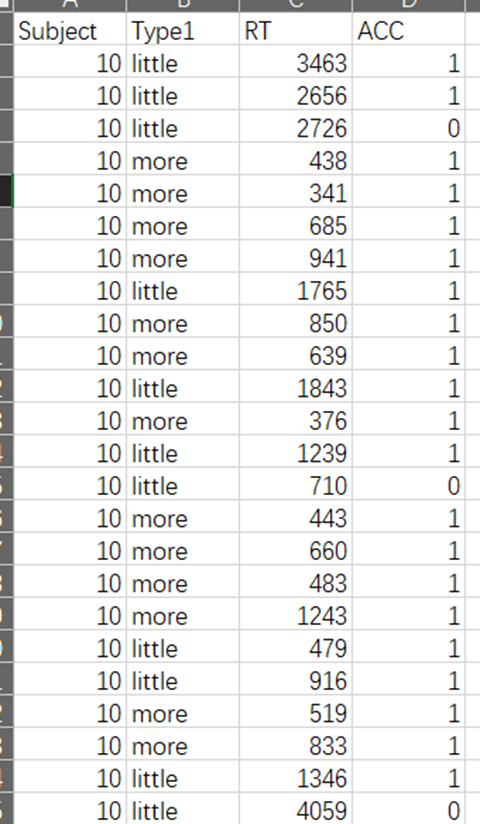 A B C D
Subject Type1 RT ACC
10 little 3463 1
10 little 2656 1
10 little 2726 0
10 more 438 1
10 more 341 1
10 more 685 1
10 more 941 1
10 little 1765 1
10 more 850 1
10 more 639 1
10 little 1843 1
10 more 376 1
10 little 1239 1
10 little 710 0
10 more 443 1
10 more 660 1
10 more 483 1
10 more 1243 1
10 little 479 1
10 little 916 1
10 more 519 1
10 more 833 1
10 little 1346 1
10 little 4059 0